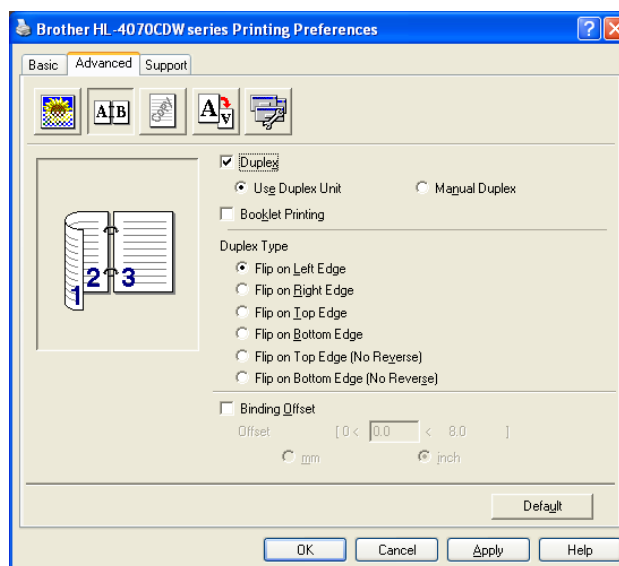 Brother HL-4070CDW series Printing Preferences
Basic Advanced Support
A B A V
Duplex
Use Duplex Unit Manual Duplex
Booklet Printing
Duplex Type
1 2 3
Flip on Left Edge
Flip on Right Edge
Flip on Top Edge
Flip on Bottom Edge
Flip on Top Edge (No Reverse)
Flip on Bottom Edge (No Reverse)
Binding Offset
Offset [ 0 < 0.0 < 8.0 ]
mm inch
Default
OK Cancel Apply Help